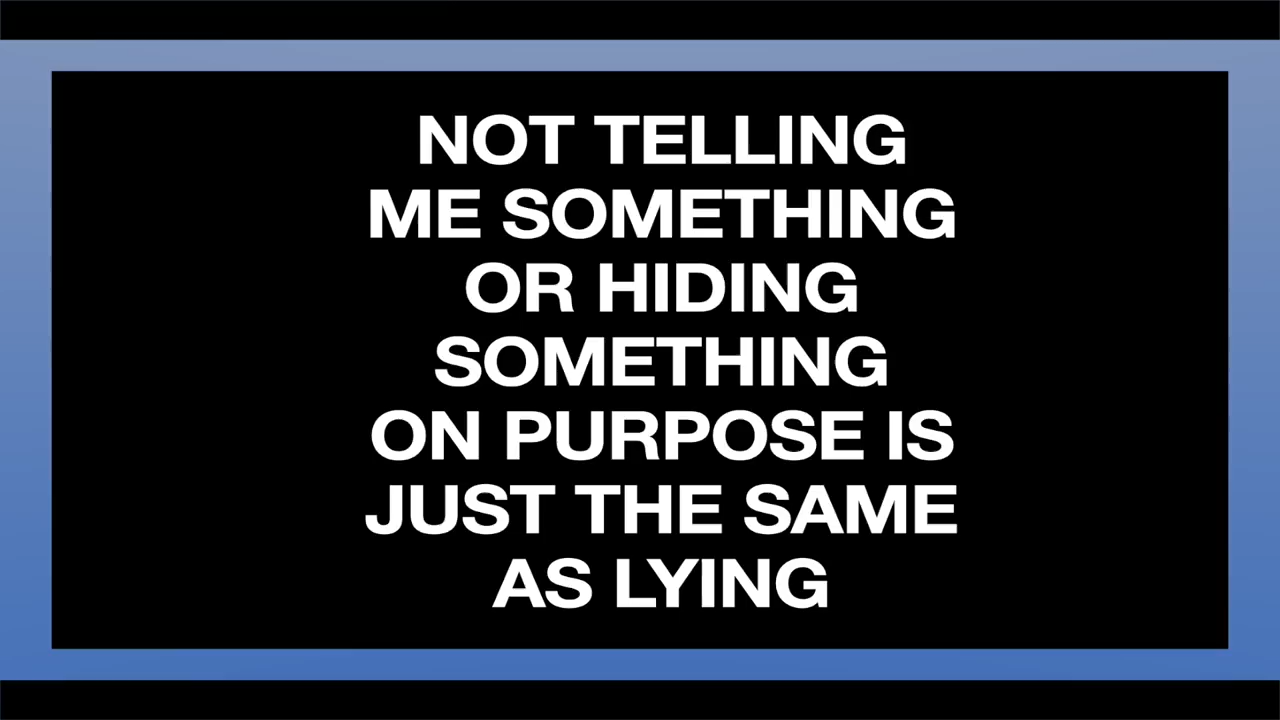 NOT TELLING
ME SOMETHING
OR HIDING
SOMETHING
ON PURPOSE IS
JUST THE SAME
AS LYING